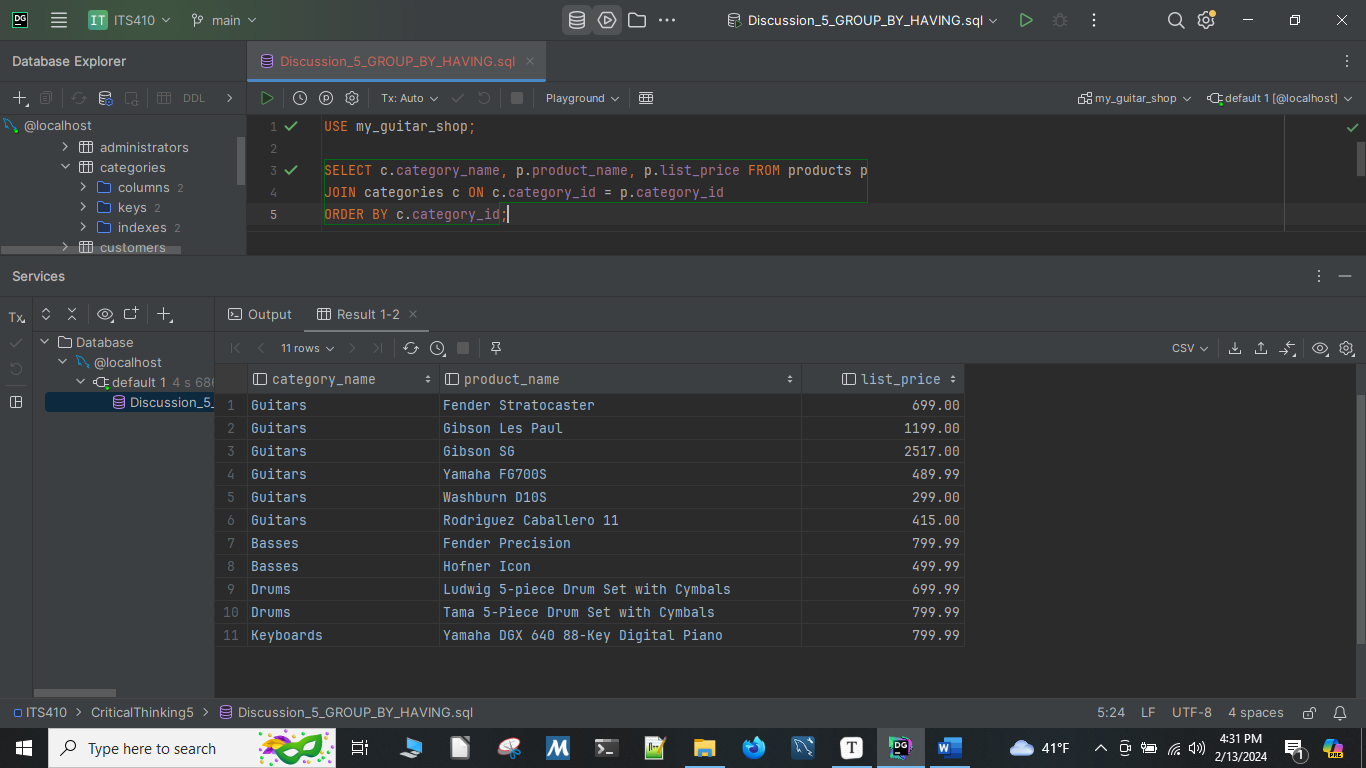 DG IT ITS410 main Discussion_5_GROUP_BY_HAVING.sql
Database Explorer Discussion_5_GROUP_BY_HAVING.sql
DDL Tx: Auto Playground my_guitar_shop default 1 [@localhost]
@localhost
administrators
categories
columns 2
keys 2
indexes 2
customers
1 USE my_guitar_shop;
2
3 SELECT c.category_name, p.product_name, p.list_price FROM products p
4 JOIN categories c ON c.category_id = p.category_id
5 ORDER BY c.category_id;
Services
Tx
Database
@localhost
default 1 4 s 686
Discussion_5_
Output Result 1-2
11 rows CSV
category_name product_name list_price
1 Guitars Fender Stratocaster 699.00
2 Guitars Gibson Les Paul 1199.00
3 Guitars Gibson SG 2517.00
4 Guitars Yamaha FG700S 489.99
5 Guitars Washburn D10S 299.00
6 Guitars Rodriguez Caballero 11 415.00
7 Basses Fender Precision 799.99
8 Basses Hofner Icon 499.99
9 Drums Ludwig 5-piece Drum Set with Cymbals 699.99
10 Drums Tama 5-Piece Drum Set with Cymbals 799.99
11 Keyboards Yamaha DGX 640 88-Key Digital Piano 799.99
ITS410 CriticalThinking5 Discussion_5_GROUP_BY_HAVING.sql 5:24 LF UTF-8 4 spaces
Type here to search M T DG W 41°F 4:31 PM 1 PRE
2/13/2024